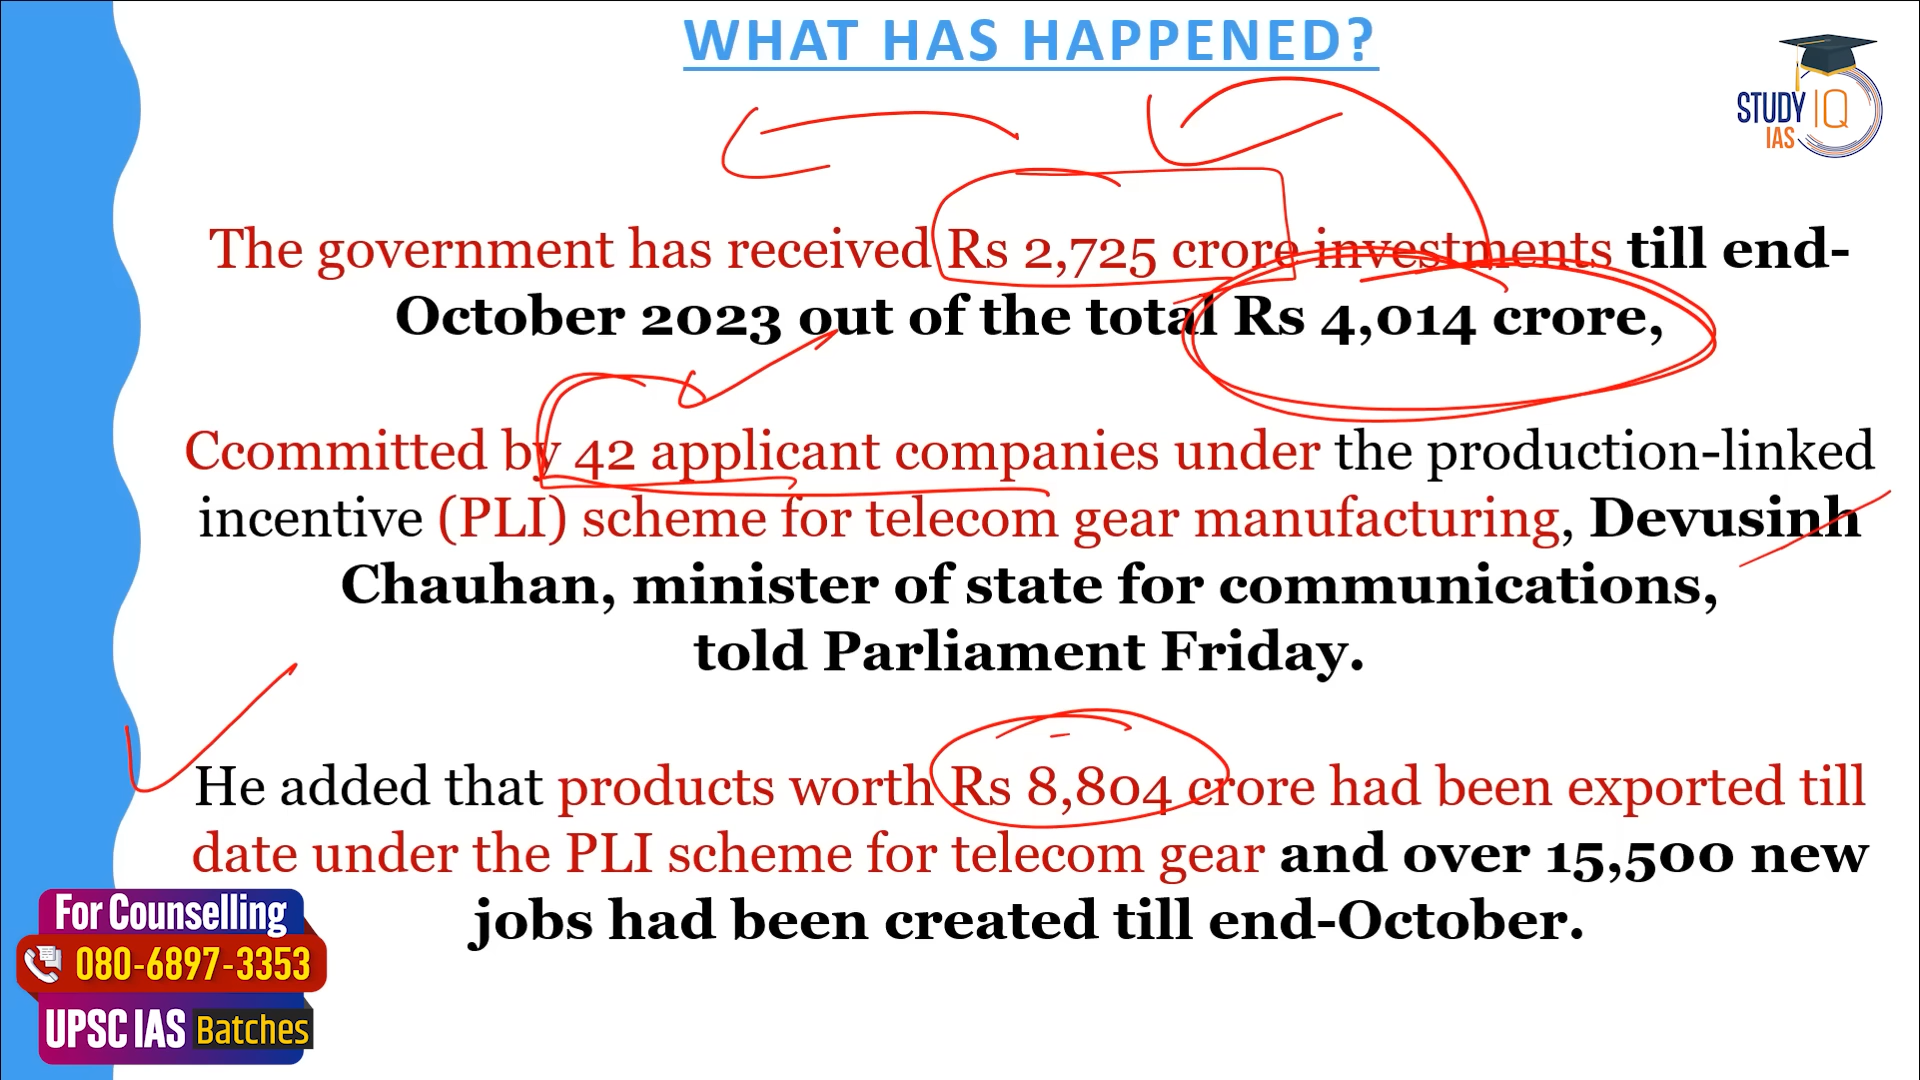 WHAT HAS HAPPENED?
STUDY IQ
IAS
The government has received Rs 2,725 crore investments till end-
October 2023 out of the total Rs 4,014 crore,
Ccommitted by 42 applicant companies under the production-linked
incentive (PLI) scheme for telecom gear manufacturing, Devusinh
Chauhan, minister of state for communications,
told Parliament Friday.
He added that products worth Rs 8,804 crore had been exported till
date under the PLI scheme for telecom gear and over 15,500 new
jobs had been created till end-October.
For Counselling
080-6897-3353
UPSC IAS Batches